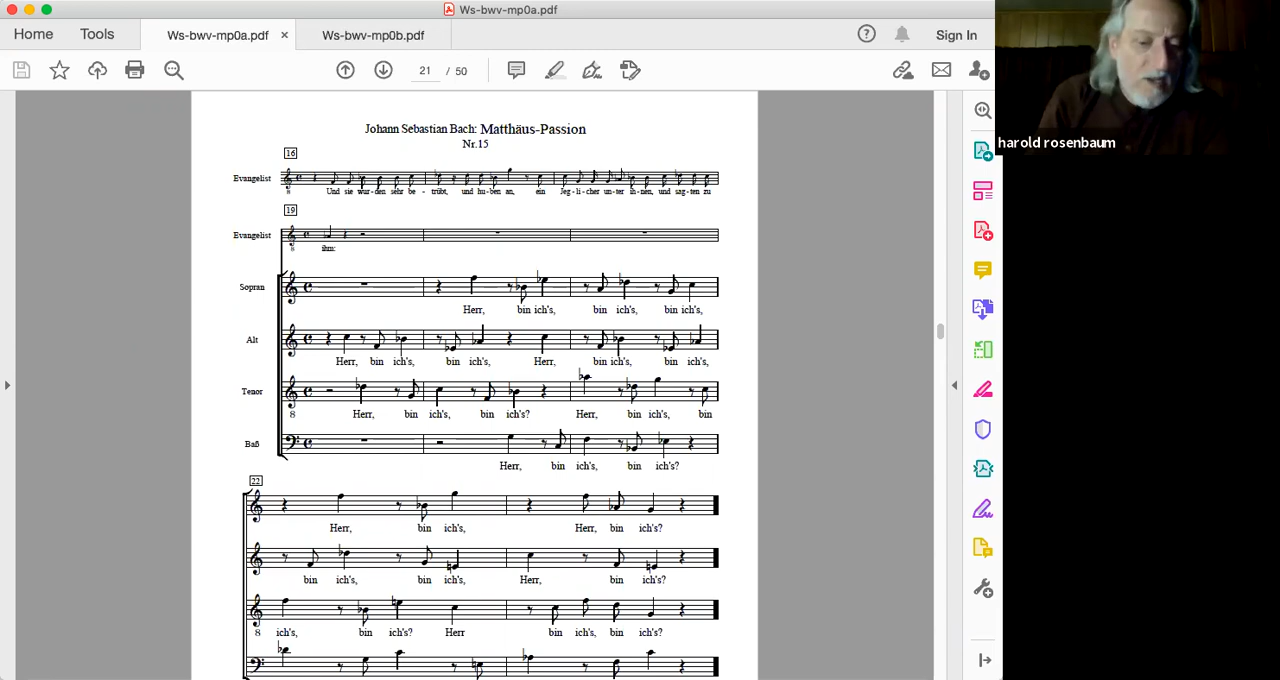 Ws-bwv-mp0a.pdf
Home Tools Ws-bwv-mp0a.pdf × Ws-bwv-mp0b.pdf Sign In
21 / 50
harold rosenbaum
Johann Sebastian Bach: Matthäus-Passion
Nr.15
16
Evangelist 8
Und sie wur-den sehr be - tribt, und hu-ben an, ein Jeg-li-cher un-ter ih-nen, und sag-ten zu
19
Evangelist 8
ihm:
Sopran
Herr, bin ich's, bin ich's, bin ich's,
Alt
Herr, bin ich's, bin ich's, Herr, bin ich's, bin ich's,
Tenor
8 Herr, bin ich's, bin ich's? Herr, bin ich's, bin
Baß
Herr, bin ich's, bin ich's?
22
Herr, bin ich's, Herr, bin ich's?
bin ich's, bin ich's, Herr, bin ich's?
8 ich's, bin ich's? Herr bin ich's, bin ich's?